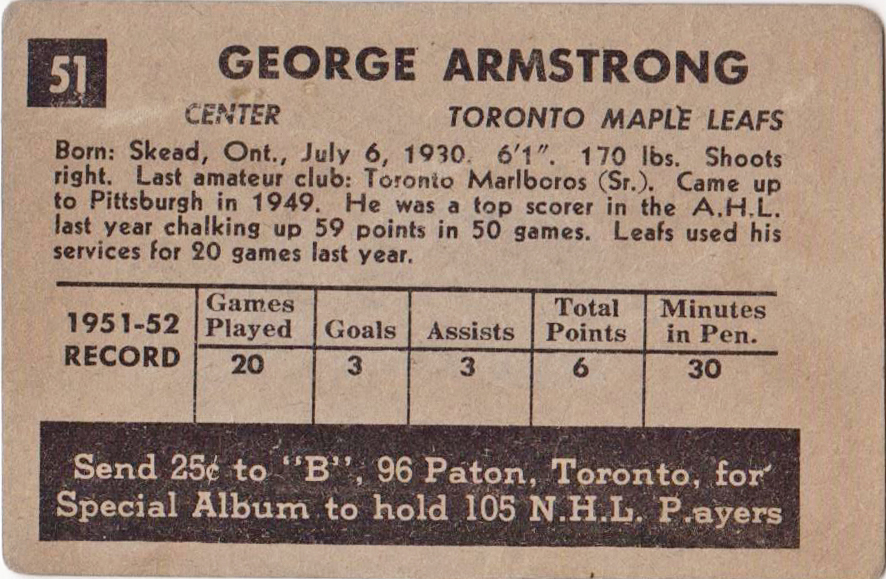 51
GEORGE ARMSTRONG
CENTER TORONTO MAPLE LEAFS
Born: Skead, Ont., July 6, 1930. 6'1". 170 lbs. Shoots
right. Last amateur club: Toronto Marlboros (Sr.). Came up
to Pittsburgh in 1949. He was a top scorer in the A.H.L.
last year chalking up 59 points in 50 games. Leafs used his
services for 20 games last year.
1951-52 RECORD
Games Played Goals Assists Total Points Minutes in Pen.
20 3 3 6 30
Send 25¢ to "B", 96 Paton, Toronto, for
Special Album to hold 105 N.H.L. P.ayers